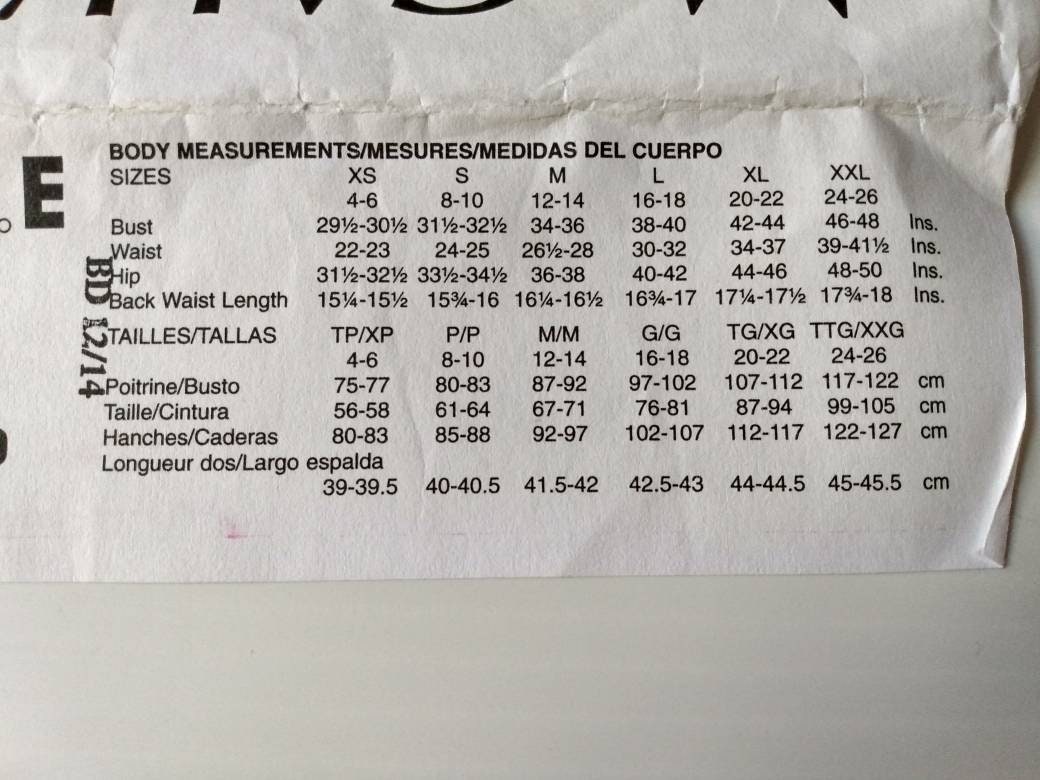 E
BODY MEASUREMENTS/MESURES/MEDIDAS DEL CUERPO
SIZES XS S M L XL XXL
4-6 8-10 12-14 16-18 20-22 24-26
Bust 29½-30½ 31½-32½ 34-36 38-40 42-44 46-48 Ins.
Waist 22-23 24-25 26½-28 30-32 34-37 39-41½ Ins.
Hip 31½-32½ 33½-34½ 36-38 40-42 44-46 48-50 Ins.
Back Waist Length 15¼-15½ 15¾-16 16¼-16½ 16¾-17 17¼-17½ 17¾-18 Ins.
BD 12/14
TAILLES/TALLAS TP/XP P/P M/M G/G TG/XG TTG/XXG
4-6 8-10 12-14 16-18 20-22 24-26
Poitrine/Busto 75-77 80-83 87-92 97-102 107-112 117-122 cm
Taille/Cintura 56-58 61-64 67-71 76-81 87-94 99-105 cm
Hanches/Caderas 80-83 85-88 92-97 102-107 112-117 122-127 cm
Longueur dos/Largo espalda
39-39.5 40-40.5 41.5-42 42.5-43 44-44.5 45-45.5 cm